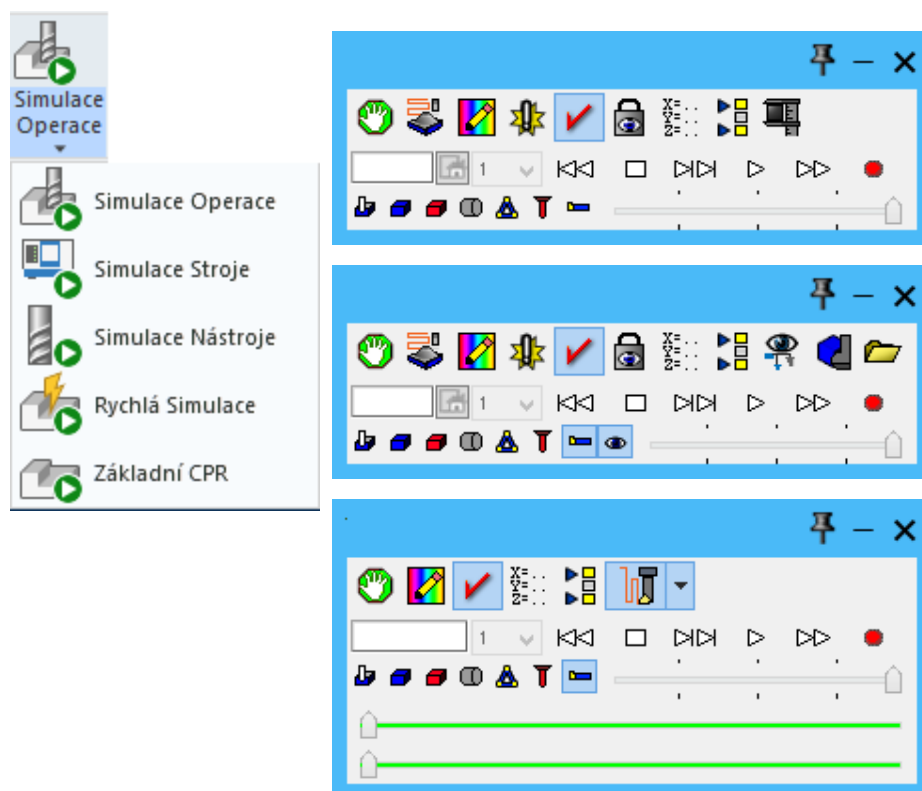 Simulace
Operace
Simulace Operace
Simulace Stroje
Simulace Nástroje
Rychlá Simulace
Základní CPR
X= . .
Y= . .
Z= . .
1
X= . .
Y= . .
Z= . .
1
X= . .
Y= . .
Z= . .
1